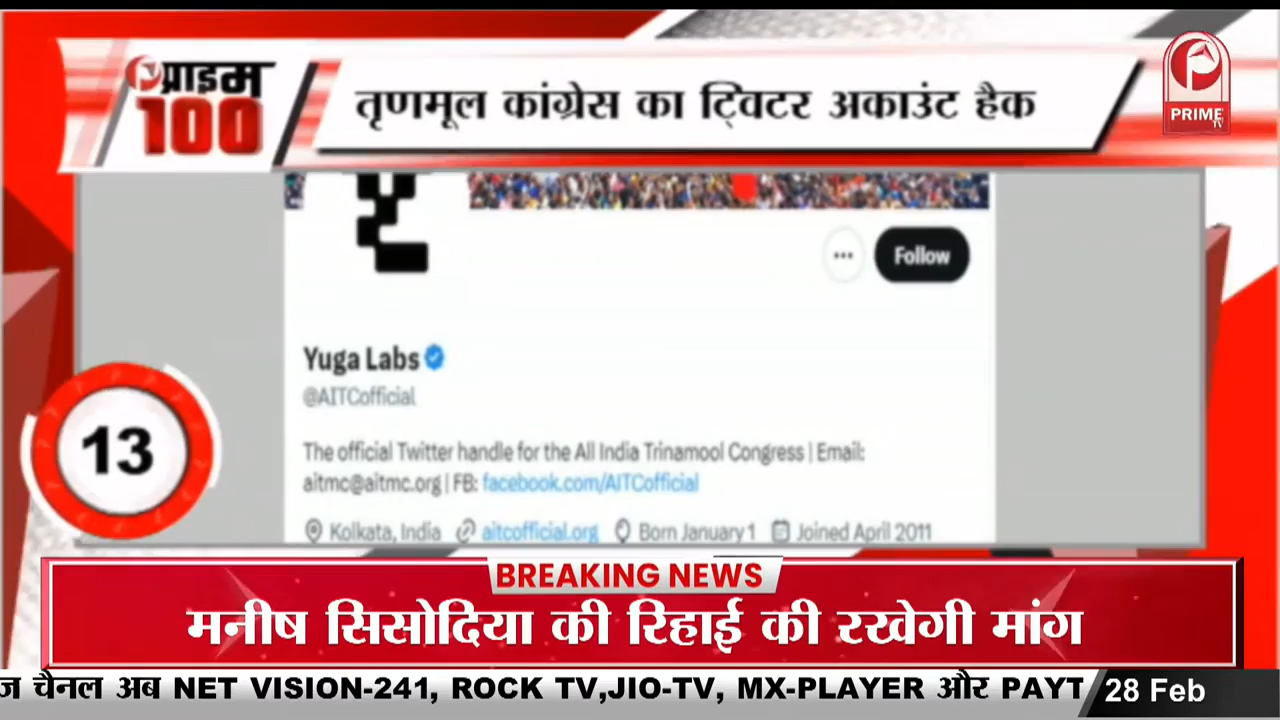 प्राइम
100
तृणमूल कांग्रेस का ट्विटर अकाउंट हैक
PRIME
TV
Follow
Yuga Labs
@AITCofficial
The official Twitter handle for the All India Trinamool Congress | Email:
aitmc@aitmc.org | FB: facebook.com/AITCofficial
Kolkata, India aitcofficial.org Born January 1 Joined April 2011
13
BREAKING NEWS
मनीष सिसोदिया की रिहाई की रखेगी मांग
ज चैनल अब NET VISION-241, ROCK TV,JIO-TV, MX-PLAYER और PAYT
28 Feb